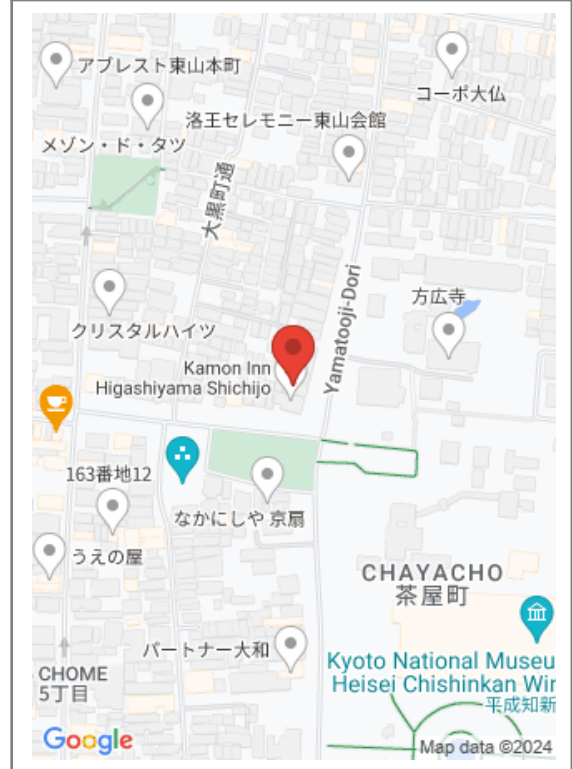 アブレスト東山本町
コーポ大仏
メゾン・ド・タツ
洛王セレモニー東山会館
大黒町通
方広寺
Yamatooji-Dori
クリスタルハイツ
Kamon Inn
Higashiyama Shichijo
163番地12
なかにしや 京扇
うえの屋
CHAYACHO
茶屋町
パートナー大和
Kyoto National Museu
Heisei Chishinkan Win
平成知新
CHOME
5丁目
Google
Map data ©2024